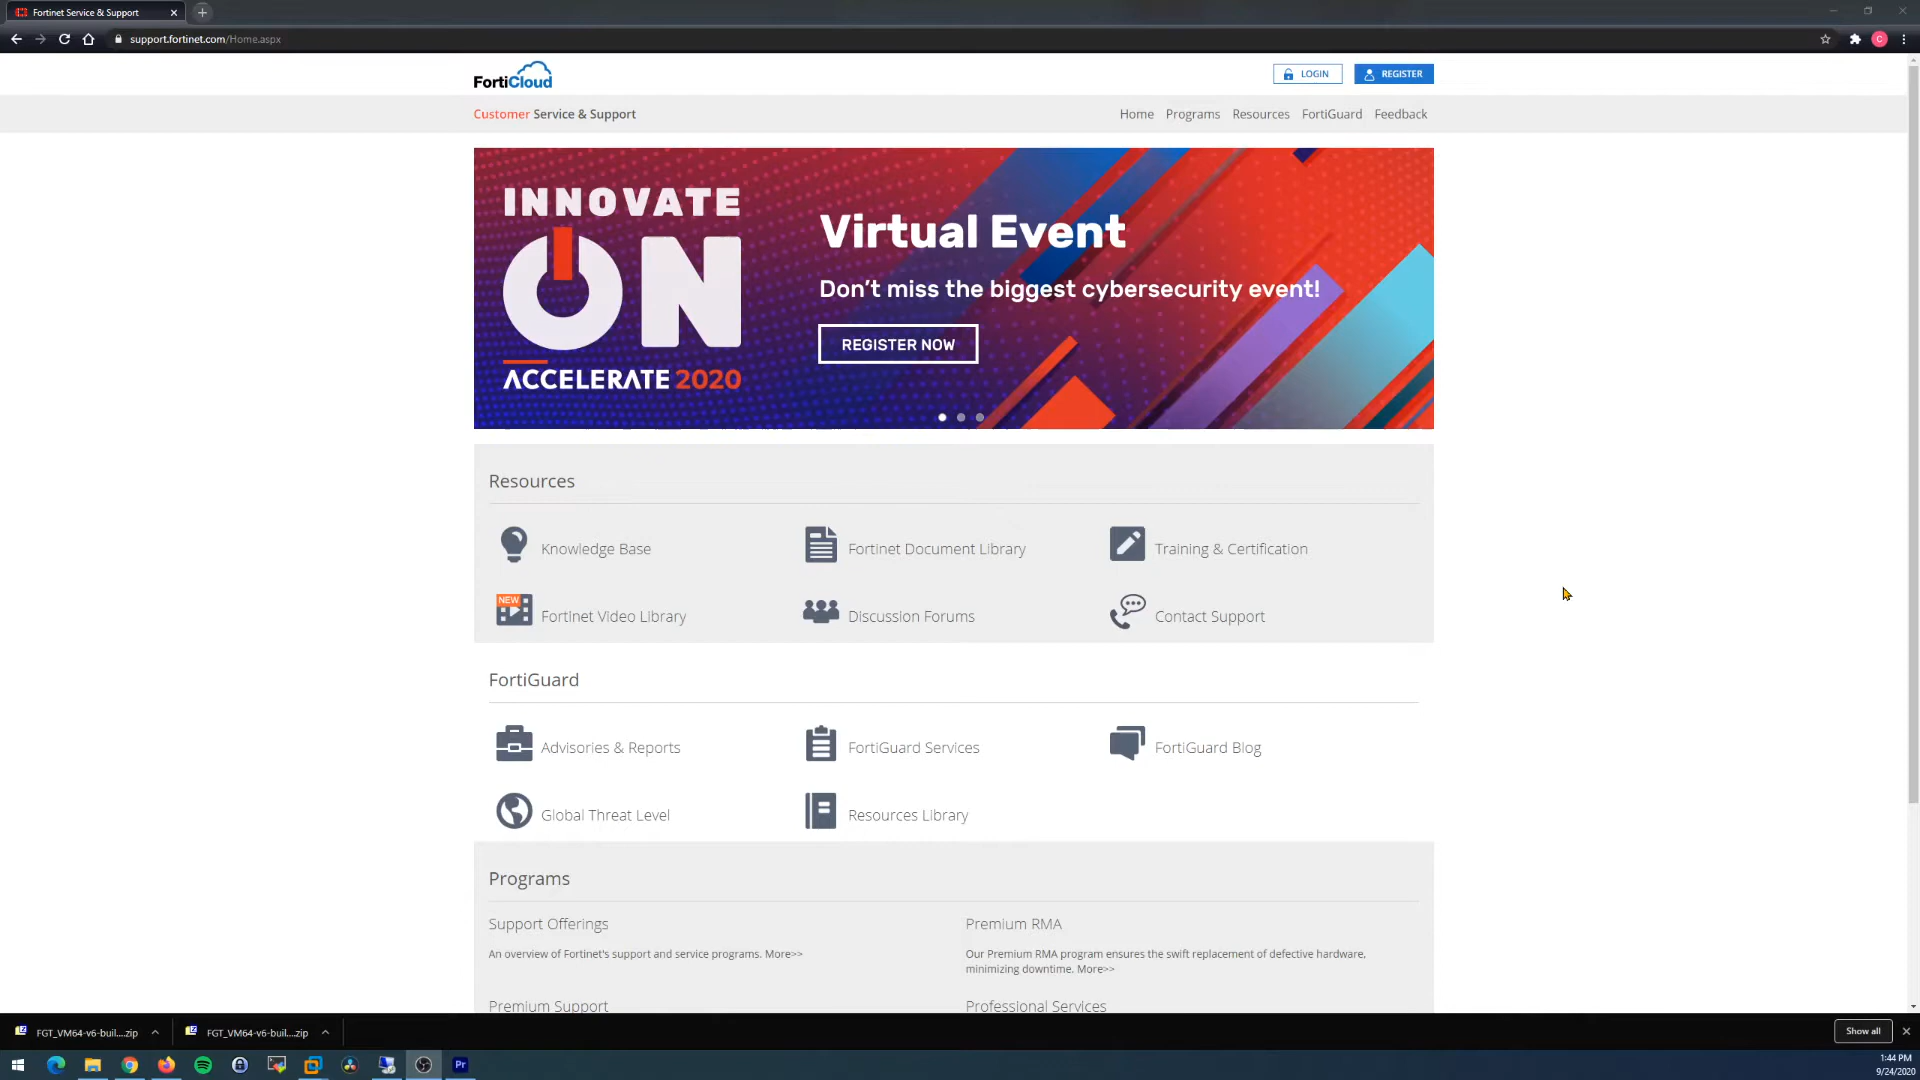 Fortinet Service & Support
support.fortinet.com/Home.aspx
C
FortiCloud
LOGIN
REGISTER
Customer Service & Support
Home Programs Resources FortiGuard Feedback
INNOVATE
ON
ACCELERATE 2020
Virtual Event
Don't miss the biggest cybersecurity event!
REGISTER NOW
Resources
Knowledge Base
Fortinet Document Library
Training & Certification
NEW
Fortinet Video Library
Discussion Forums
Contact Support
FortiGuard
Advisories & Reports
FortiGuard Services
FortiGuard Blog
Global Threat Level
Resources Library
Programs
Support Offerings
An overview of Fortinet's support and service programs. More>>
Premium RMA
Our Premium RMA program ensures the swift replacement of defective hardware,
minimizing downtime. More>>
Premium Support
Professional Services
FGT_VM64-v6-buil....zip
FGT_VM64-v6-buil....zip
Show all
Pr
1:44 PM
9/24/2020